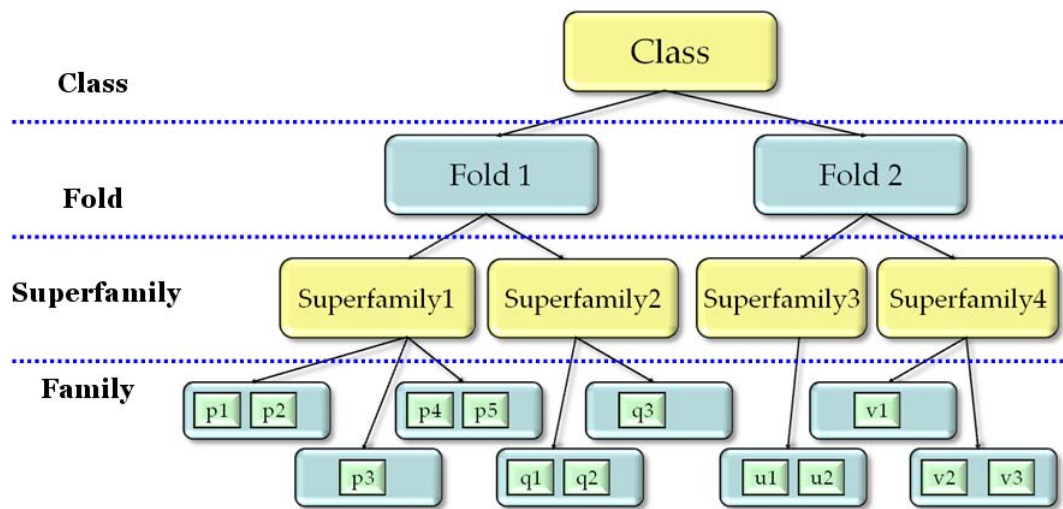 Class
Class
Fold 1
Fold 2
Fold
Superfamily
Superfamily1
Superfamily2
Superfamily3
Superfamily4
Family
p1 p2
p4 p5
q3
v1
p3
q1 q2
u1 u2
v2 v3